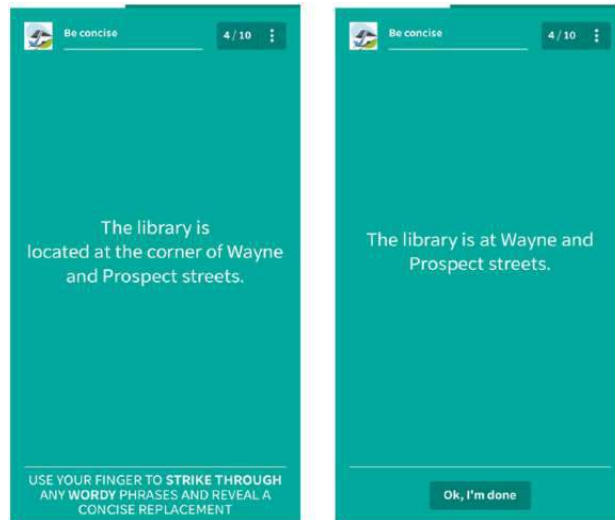 Be concise
4 / 10
The library is
located at the corner of Wayne
and Prospect streets.
USE YOUR FINGER TO STRIKE THROUGH
ANY WORDY PHRASES AND REVEAL A
CONCISE REPLACEMENT
Be concise
4 / 10
The library is at Wayne and
Prospect streets.
Ok, I'm done